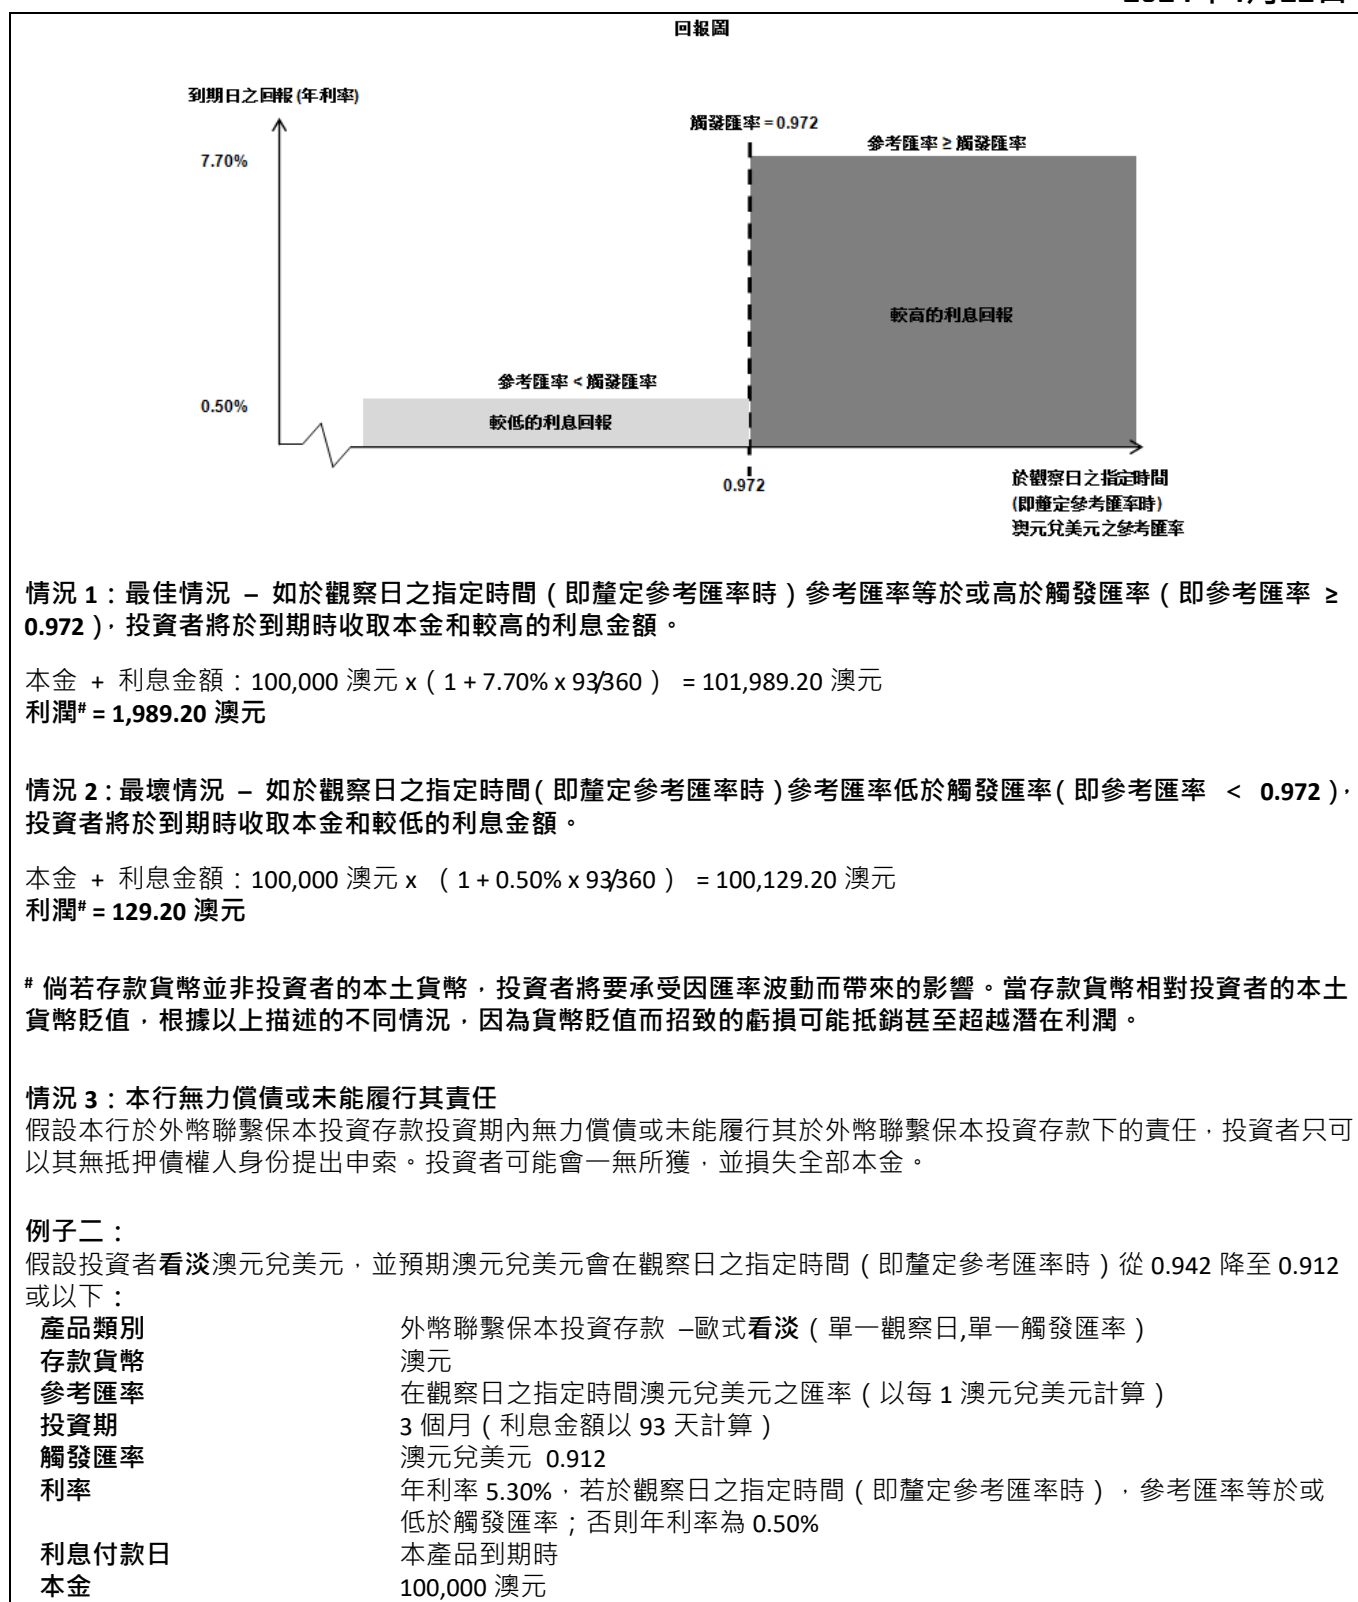 回報圖
到期日之回報 (年利率)
觸發匯率 = 0.972
參考匯率 ≥ 觸發匯率
7.70%
較高的利息回報
參考匯率 < 觸發匯率
0.50%
較低的利息回報
0.972
於觀察日之指定時間
(即釐定參考匯率時)
澳元兌美元之參考匯率
情況 1：最佳情況 – 如於觀察日之指定時間（即釐定參考匯率時）參考匯率等於或高於觸發匯率（即參考匯率 ≥
0.972），投資者將於到期時收取本金和較高的利息金額。
本金 + 利息金額：100,000 澳元 x（1 + 7.70% x 93/360） = 101,989.20 澳元
利潤# = 1,989.20 澳元
情況 2：最壞情況 – 如於觀察日之指定時間（即釐定參考匯率時）參考匯率低於觸發匯率（即參考匯率 < 0.972），
投資者將於到期時收取本金和較低的利息金額。
本金 + 利息金額：100,000 澳元 x （1 + 0.50% x 93/360） = 100,129.20 澳元
利潤# = 129.20 澳元
# 倘若存款貨幣並非投資者的本土貨幣，投資者將要承受因匯率波動而帶來的影響。當存款貨幣相對投資者的本土
貨幣貶值，根據以上描述的不同情況，因為貨幣貶值而招致的虧損可能抵銷甚至超越潛在利潤。
情況 3：本行無力償債或未能履行其責任
假設本行於外幣聯繫保本投資存款投資期內無力償債或未能履行其於外幣聯繫保本投資存款下的責任，投資者只可
以其無抵押債權人身份提出申索。投資者可能會一無所獲，並損失全部本金。
例子二：
假設投資者看淡澳元兌美元，並預期澳元兌美元會在觀察日之指定時間（即釐定參考匯率時）從 0.942 降至 0.912
或以下：
產品類別 外幣聯繫保本投資存款 –歐式看淡（單一觀察日,單一觸發匯率）
存款貨幣 澳元
參考匯率 在觀察日之指定時間澳元兌美元之匯率（以每 1 澳元兌美元計算）
投資期 3 個月（利息金額以 93 天計算）
觸發匯率 澳元兌美元 0.912
利率 年利率 5.30%，若於觀察日之指定時間（即釐定參考匯率時），參考匯率等於或
低於觸發匯率；否則年利率為 0.50%
利息付款日 本產品到期時
本金 100,000 澳元